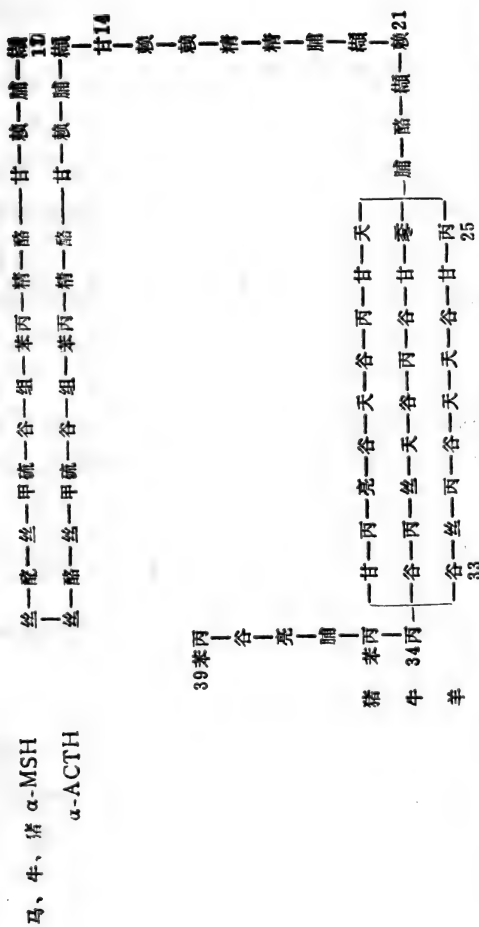 马、牛、猪 α-MSH 丝—酪—丝—甲硫—谷—组—苯丙—精—酪—甘—赖—脯—缬
α-ACTH 丝—酪—丝—甲硫—谷—组—苯丙—精—酪—甘—赖—脯—缬
甘14
赖
赖
精
精
脯
缬
脯—酪—缬—赖21
39苯丙
谷
亮
脯
苯丙
34丙
猪 甘—丙—亮—谷—天—谷—丙—甘—天
牛 谷—丙—丝—天—谷—丙—谷—甘—
羊 谷—丝—丙—谷—天—天—谷—甘—丙
33 25